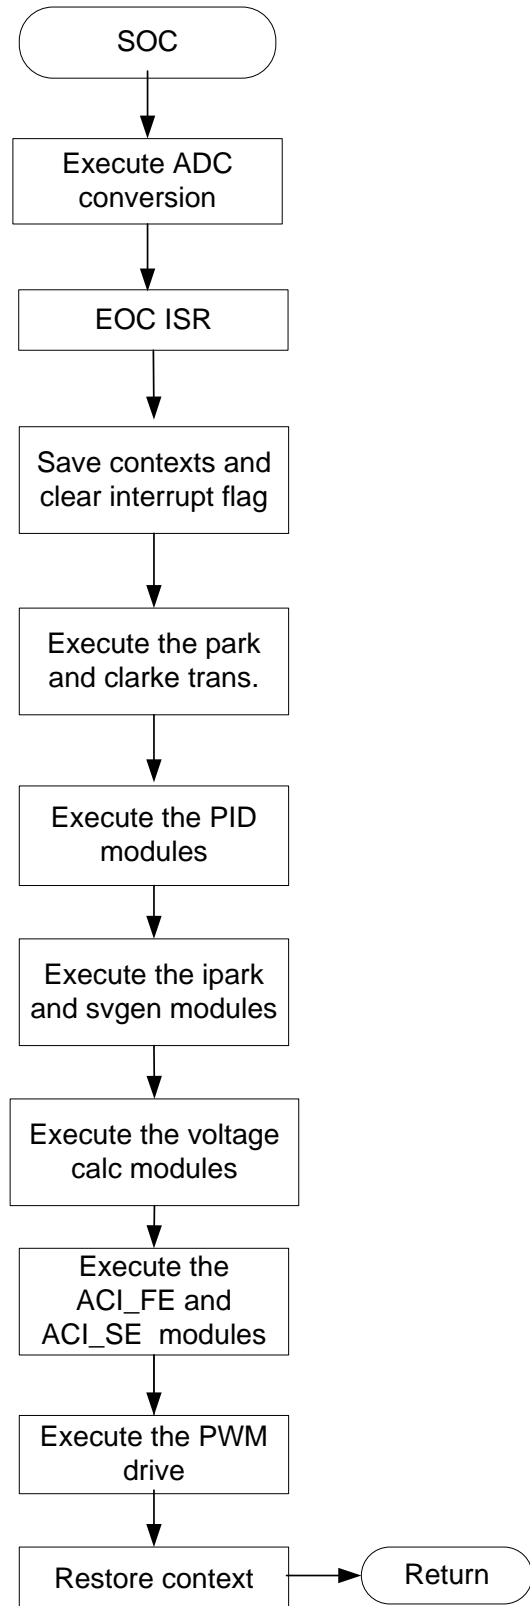 SOC
Execute ADC
conversion
EOC ISR
Save contexts and
clear interrupt flag
Execute the park
and clarke trans.
Execute the PID
modules
Execute the ipark
and svgen modules
Execute the voltage
calc modules
Execute the
ACI_FE and
ACI_SE modules
Execute the PWM
drive
Restore context
Return